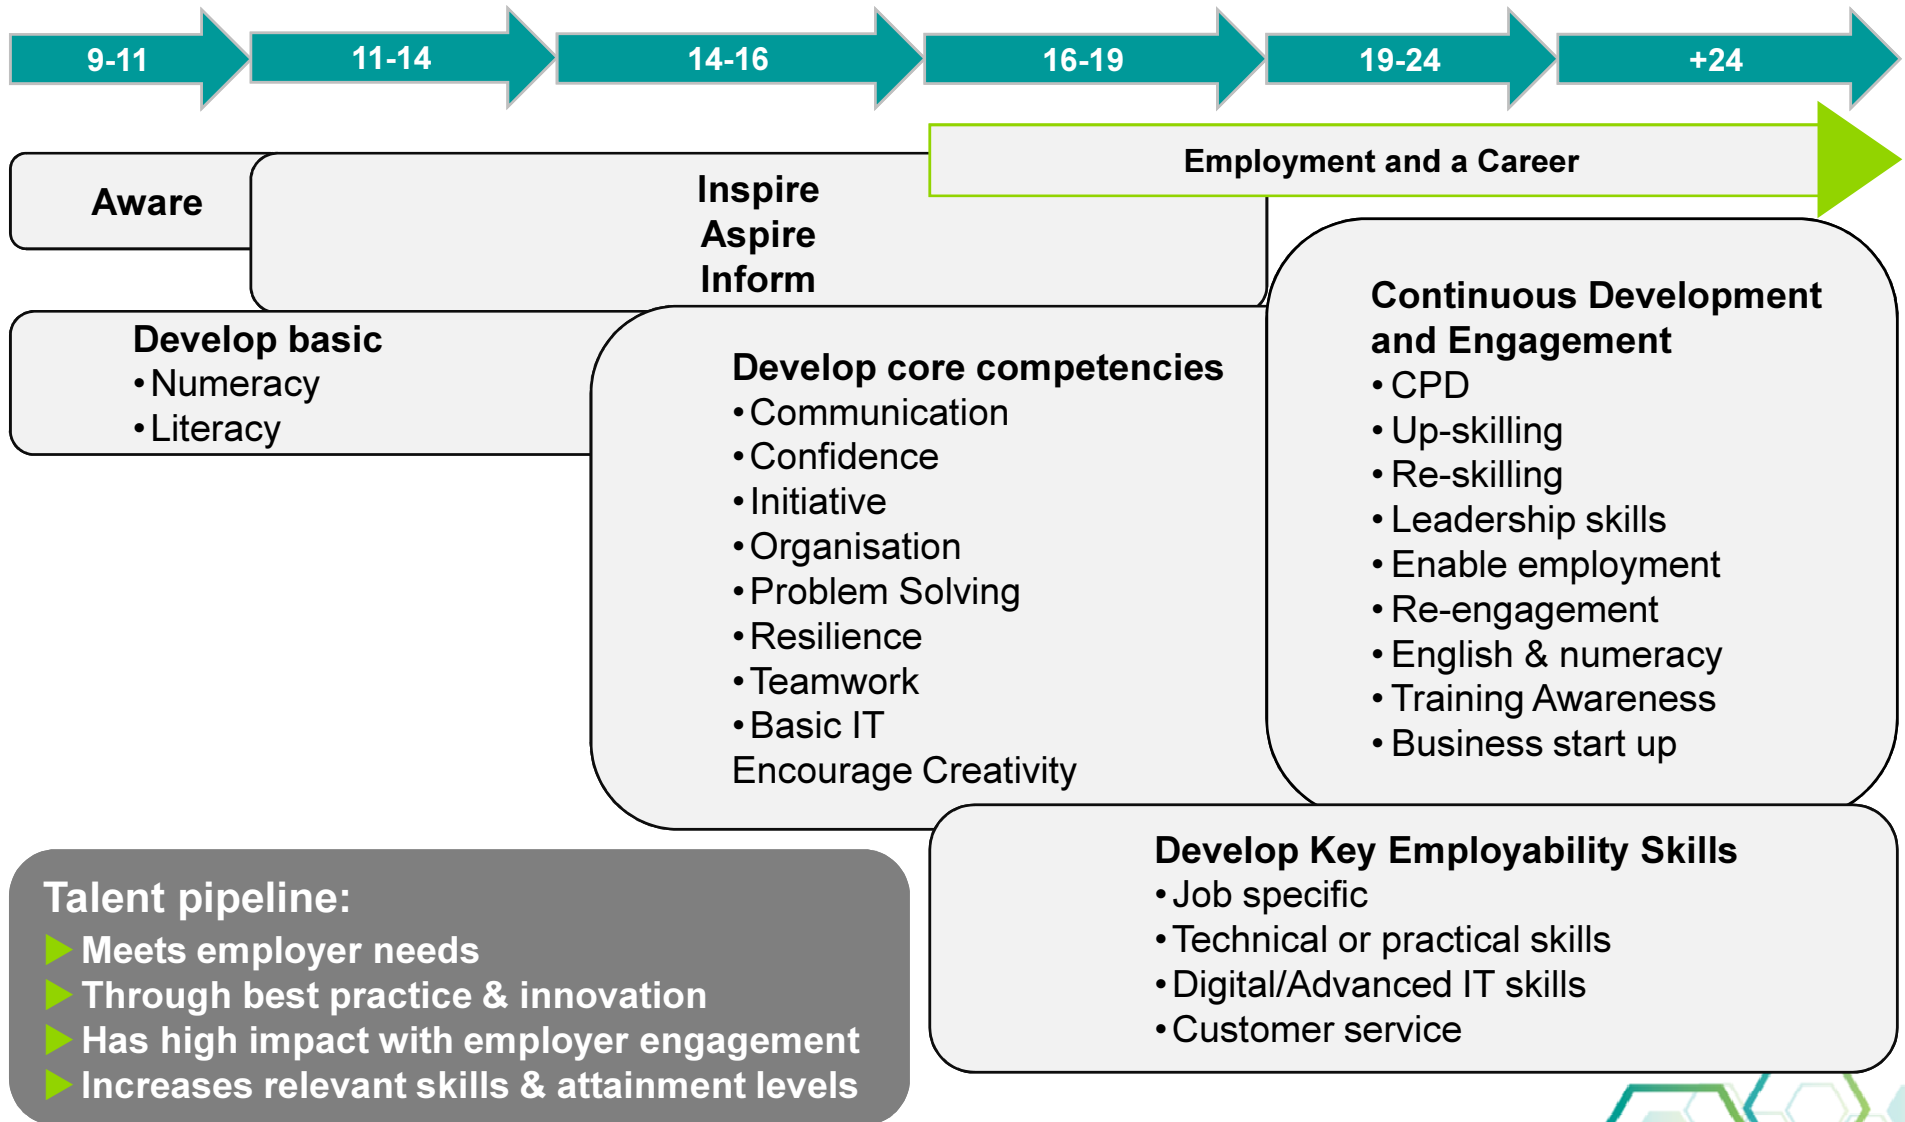 9-11
11-14
14-16
16-19
19-24
+24
Employment and a Career
Aware
Inspire
Aspire
Inform
Develop basic
•Numeracy
•Literacy
Develop core competencies
•Communication
•Confidence
•Initiative
•Organisation
•Problem Solving
•Resilience
•Teamwork
•Basic IT
Encourage Creativity
Continuous Development
and Engagement
• CPD
• Up-skilling
• Re-skilling
• Leadership skills
• Enable employment
• Re-engagement
• English & numeracy
• Training Awareness
• Business start up
Develop Key Employability Skills
•Job specific
•Technical or practical skills
•Digital/Advanced IT skills
•Customer service
Talent pipeline:
Meets employer needs
Through best practice & innovation
Has high impact with employer engagement
Increases relevant skills & attainment levels